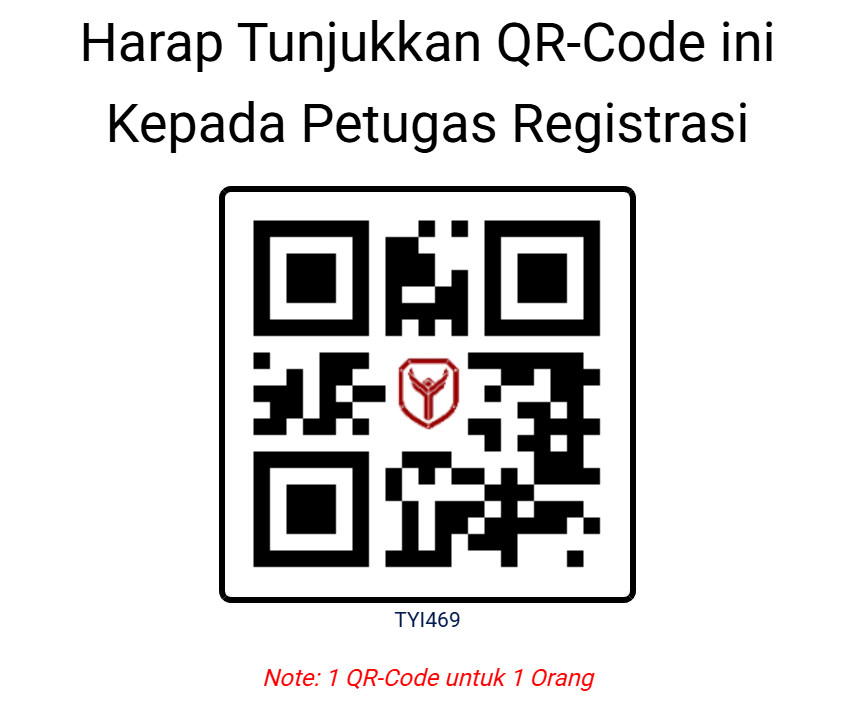 Harap Tunjukkan QR-Code ini
Kepada Petugas Registrasi
TYI469
Note: 1 QR-Code untuk 1 Orang